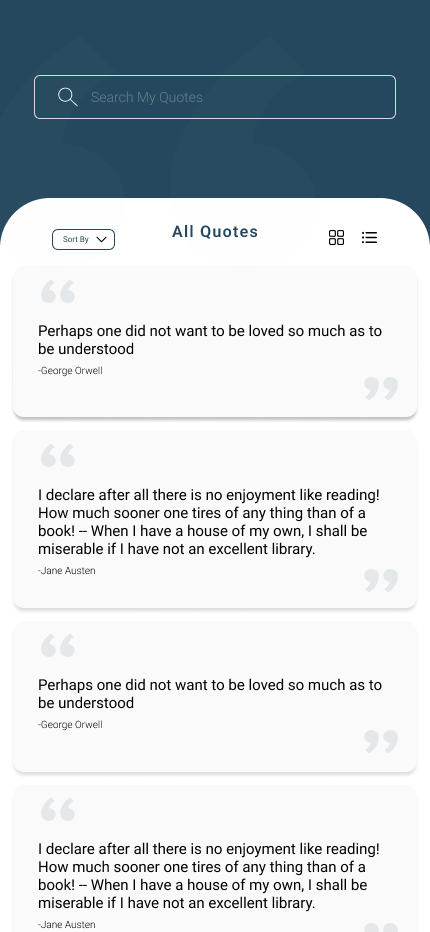 Search My Quotes
All Quotes
Sort By
“
Perhaps one did not want to be loved so much as to
be understood
-George Orwell
”
“
I declare after all there is no enjoyment like reading!
How much sooner one tires of any thing than of a
book! -- When I have a house of my own, I shall be
miserable if I have not an excellent library.
-Jane Austen
”
“
Perhaps one did not want to be loved so much as to
be understood
-George Orwell
”
“
I declare after all there is no enjoyment like reading!
How much sooner one tires of any thing than of a
book! -- When I have a house of my own, I shall be
miserable if I have not an excellent library.
-Jane Austen
”